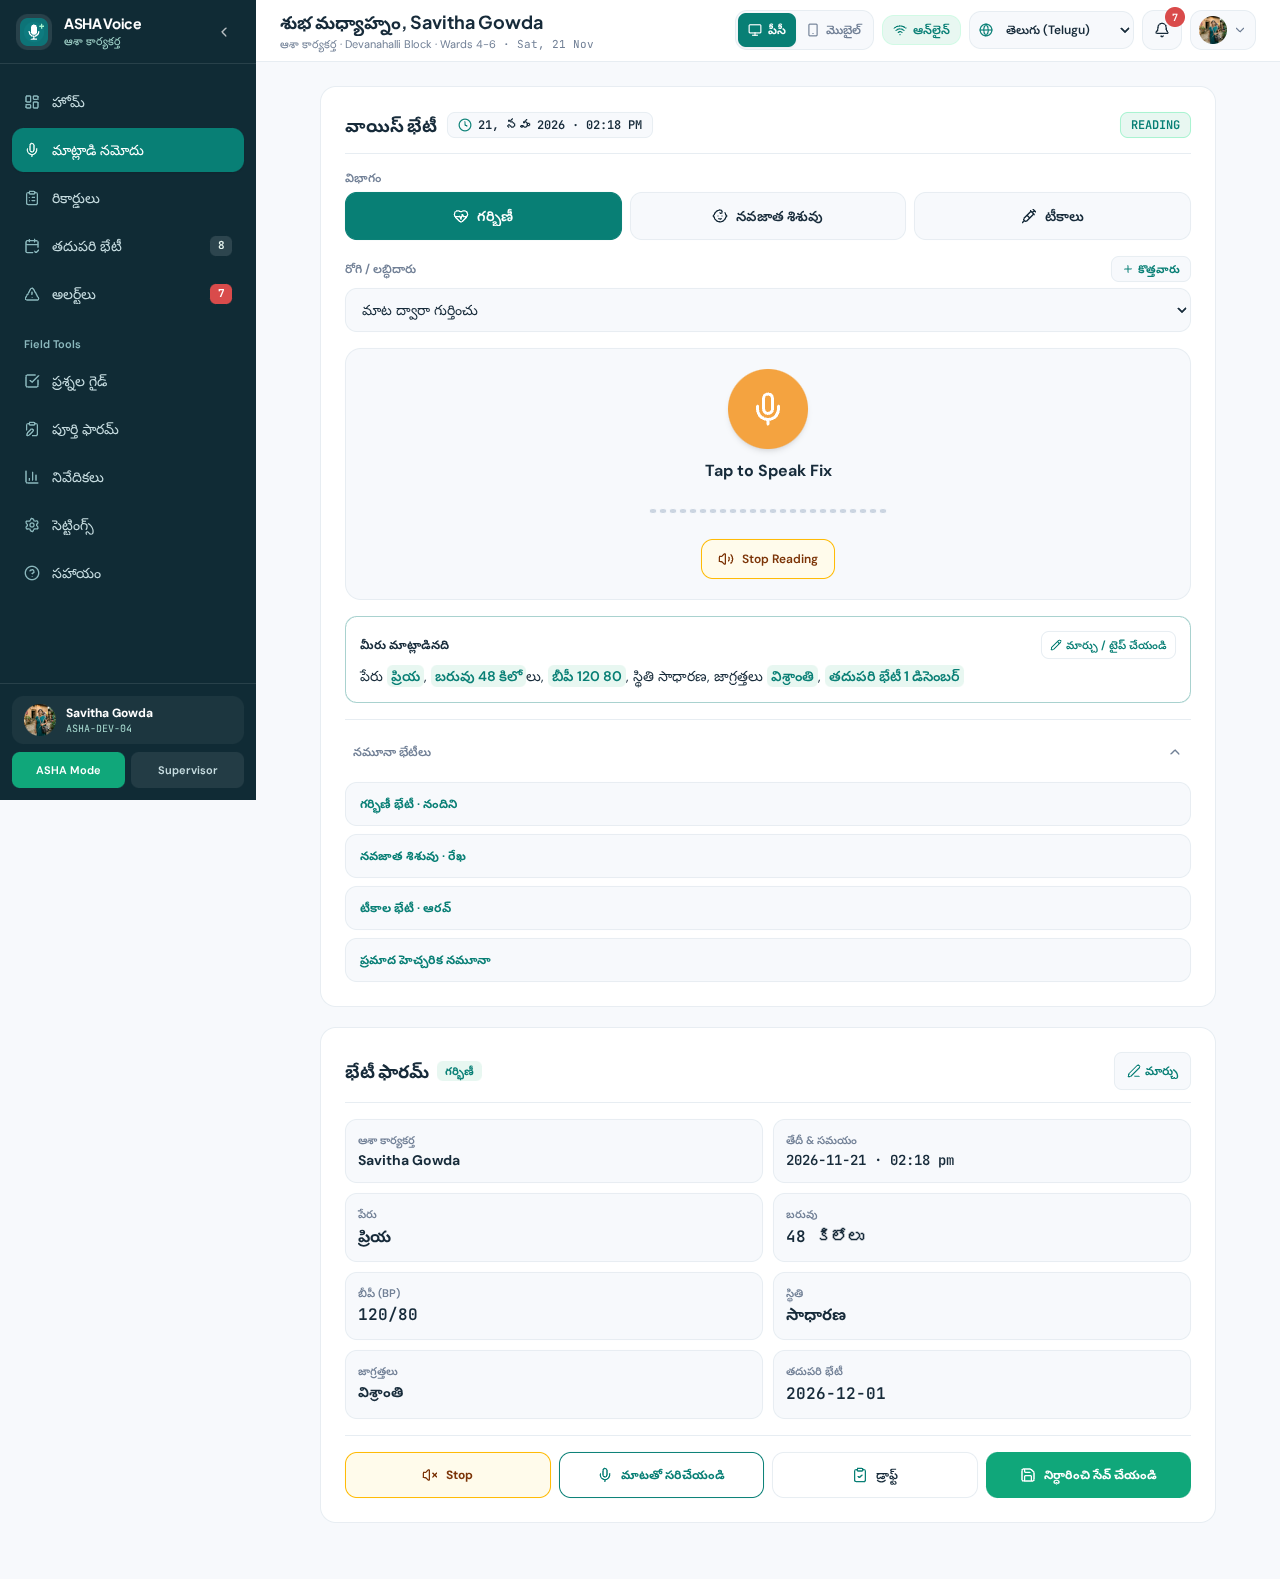 ASHA Voice
ఆశా కార్యకర్త
హోమ్
మాట్లాడి నమోదు
రికార్డులు
తదుపరి భేటీ
8
అలర్ట్‌లు
7
Field Tools
ప్రశ్నల గైడ్
పూర్తి ఫారమ్
నివేదికలు
సెట్టింగ్స్
సహాయం
Savitha Gowda
ASHA-DEV-04
ASHA Mode
Supervisor
శుభ మధ్యాహ్నం, Savitha Gowda
ఆశా కార్యకర్త · Devanahalli Block · Wards 4-6 · Sat, 21 Nov
పీసీ
మొబైల్
ఆన్‌లైన్
తెలుగు (Telugu)
7
వాయిస్ భేటీ
21, నవం 2026 · 02:18 PM
READING
విభాగం
గర్భిణీ
నవజాత శిశువు
టీకాలు
రోగి / లబ్ధిదారు
కొత్తవారు
మాట ద్వారా గుర్తించు
Tap to Speak Fix
Stop Reading
మీరు మాట్లాడినది
మార్చు / టైప్ చేయండి
పేరు ప్రియ, బరువు 48 కిలోలు, బీపీ 120 80, స్థితి సాధారణ, జాగ్రత్తలు విశ్రాంతి, తదుపరి భేటీ 1 డిసెంబర్
నమూనా భేటీలు
గర్భిణీ భేటీ · నందిని
నవజాత శిశువు · రేఖ
టీకాల భేటీ · ఆరవ్
ప్రమాద హెచ్చరిక నమూనా
భేటీ ఫారమ్
గర్భిణీ
మార్చు
ఆశా కార్యకర్త
Savitha Gowda
తేదీ & సమయం
2026-11-21 · 02:18 pm
పేరు
ప్రియ
బరువు
48 కిలోలు
బీపీ (BP)
120/80
స్థితి
సాధారణ
జాగ్రత్తలు
విశ్రాంతి
తదుపరి భేటీ
2026-12-01
Stop
మాటతో సరిచేయండి
డ్రాఫ్ట్
నిర్ధారించి సేవ్ చేయండి